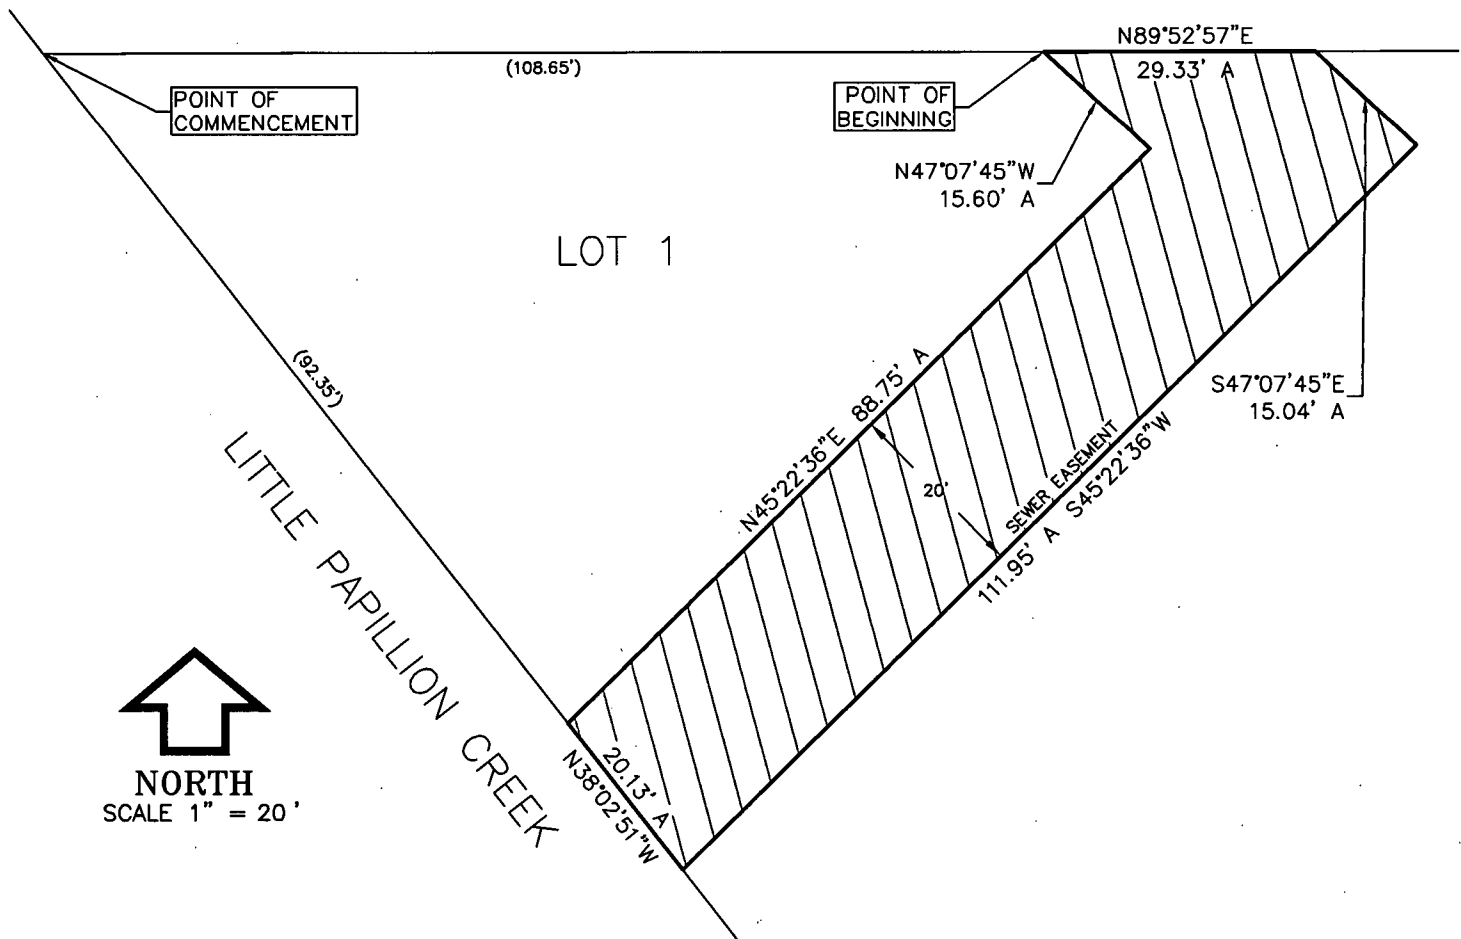 N89°52'57"E
29.33' A
(108.65')
POINT OF
COMMENCEMENT
POINT OF
BEGINNING
N47°07'45"W
15.60' A
LOT 1
(92.35')
S47°07'45"E
15.04' A
N45°22'36"E 88.75' A
20'
SEWER EASEMENT
111.95' A S45°22'36"W
LITTLE PAPILLION CREEK
20.13' A
N38°02'51"W
NORTH
SCALE 1" = 20'